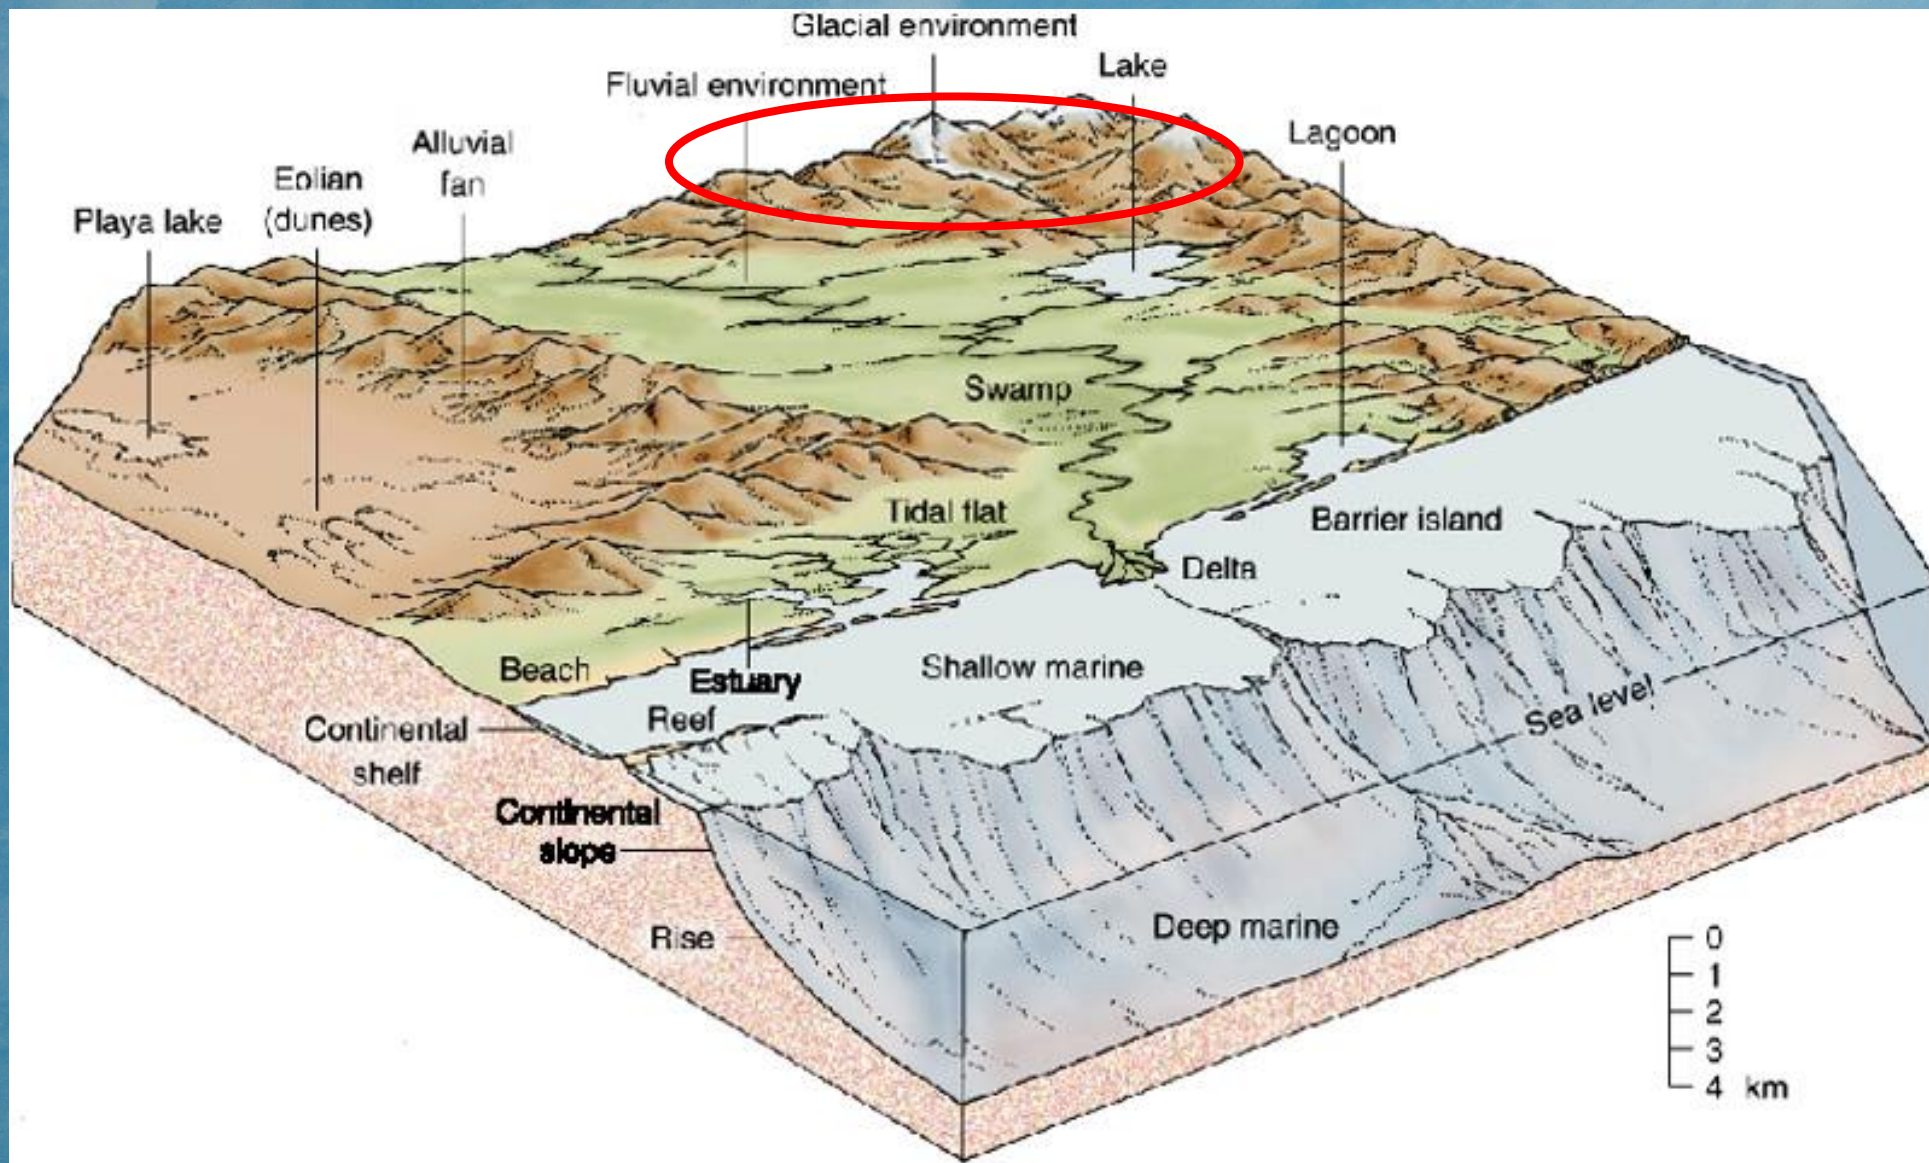 Glacial environment
Fluvial environment
Lake
Alluvial
fan
Lagoon
Eolian
(dunes)
Playa lake
Swamp
Tidal flat
Barrier island
Delta
Beach
Estuary
Shallow marine
Reef
Sea level
Continental
shelf
Continental
slope
Rise
Deep marine
0
1
2
3
4 km